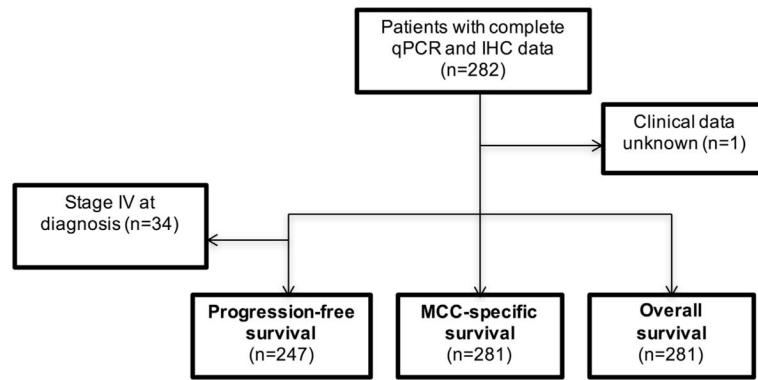 Patients with complete
qPCR and IHC data
(n=282)
Clinical data
unknown (n=1)
Stage IV at
diagnosis (n=34)
Progression-free
survival
(n=247)
MCC-specific
survival
(n=281)
Overall
survival
(n=281)